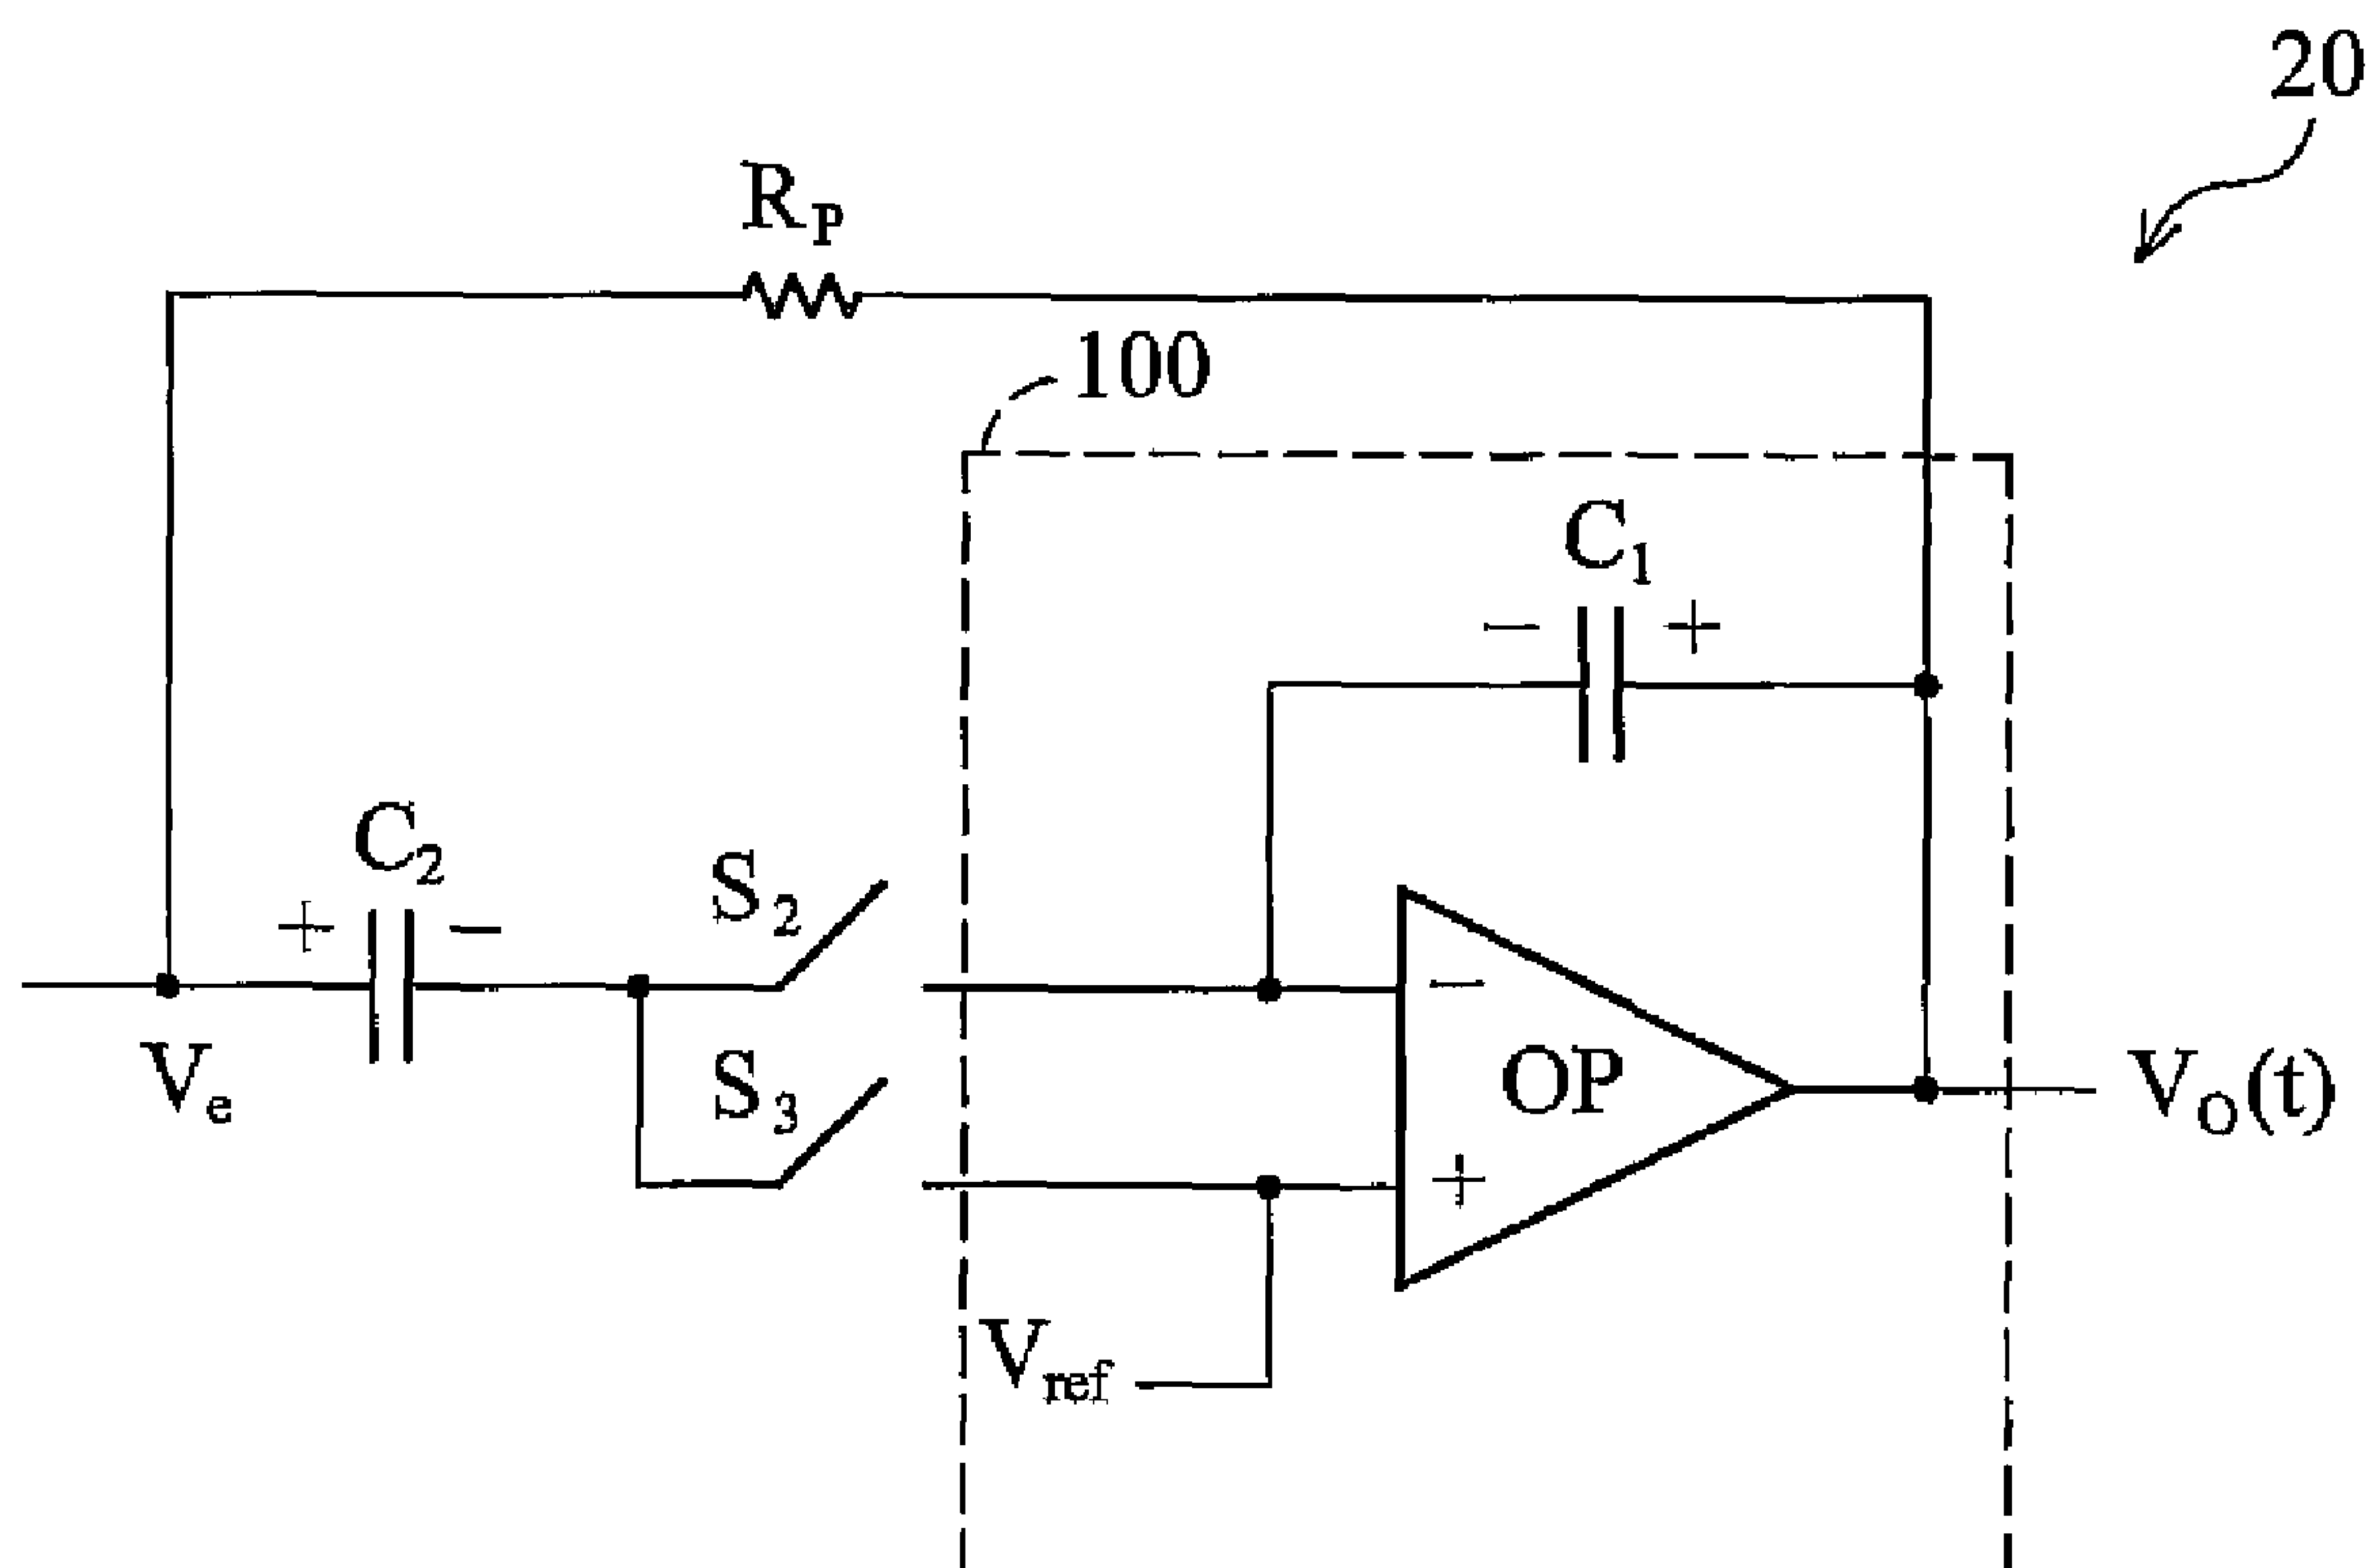 20
R_P
100
C_1
− +
C_2
+ −
S_2
−
V_e
S_3
OP
V_O(t)
+
V_ref